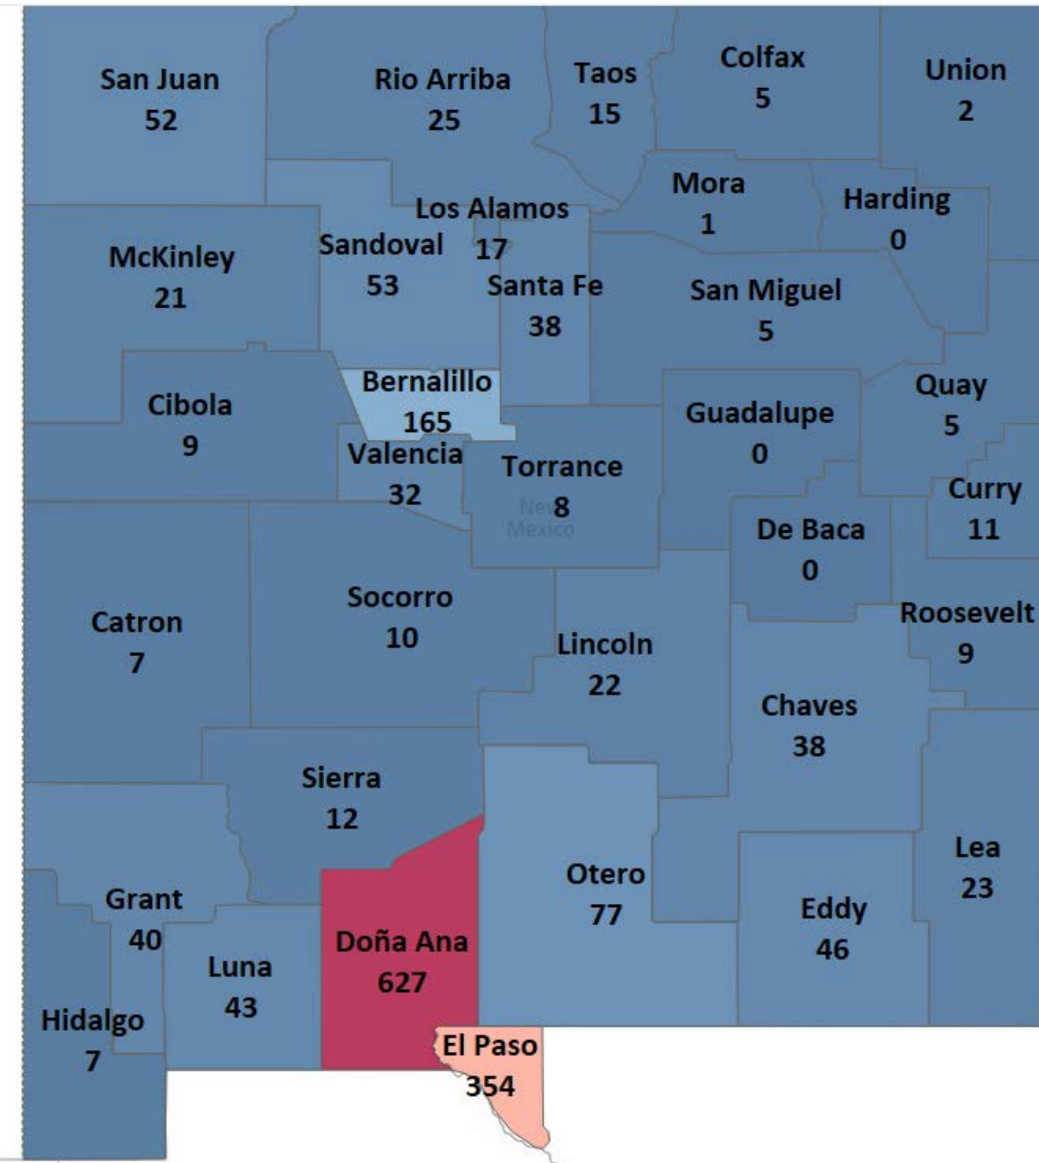 San Juan
52
Rio Arriba
25
Taos
15
Colfax
5
Union
2
Mora
1
Harding
0
Los Alamos
17
McKinley
21
Sandoval
53
Santa Fe
38
San Miguel
5
Bernalillo
165
Cibola
9
Quay
5
Guadalupe
0
Valencia
32
Torrance
8
New
Mexico
Curry
11
De Baca
0
Catron
7
Socorro
10
Lincoln
22
Roosevelt
9
Chaves
38
Sierra
12
Otero
77
Lea
23
Grant
40
Eddy
46
Doña Ana
627
Luna
43
Hidalgo
7
El Paso
354